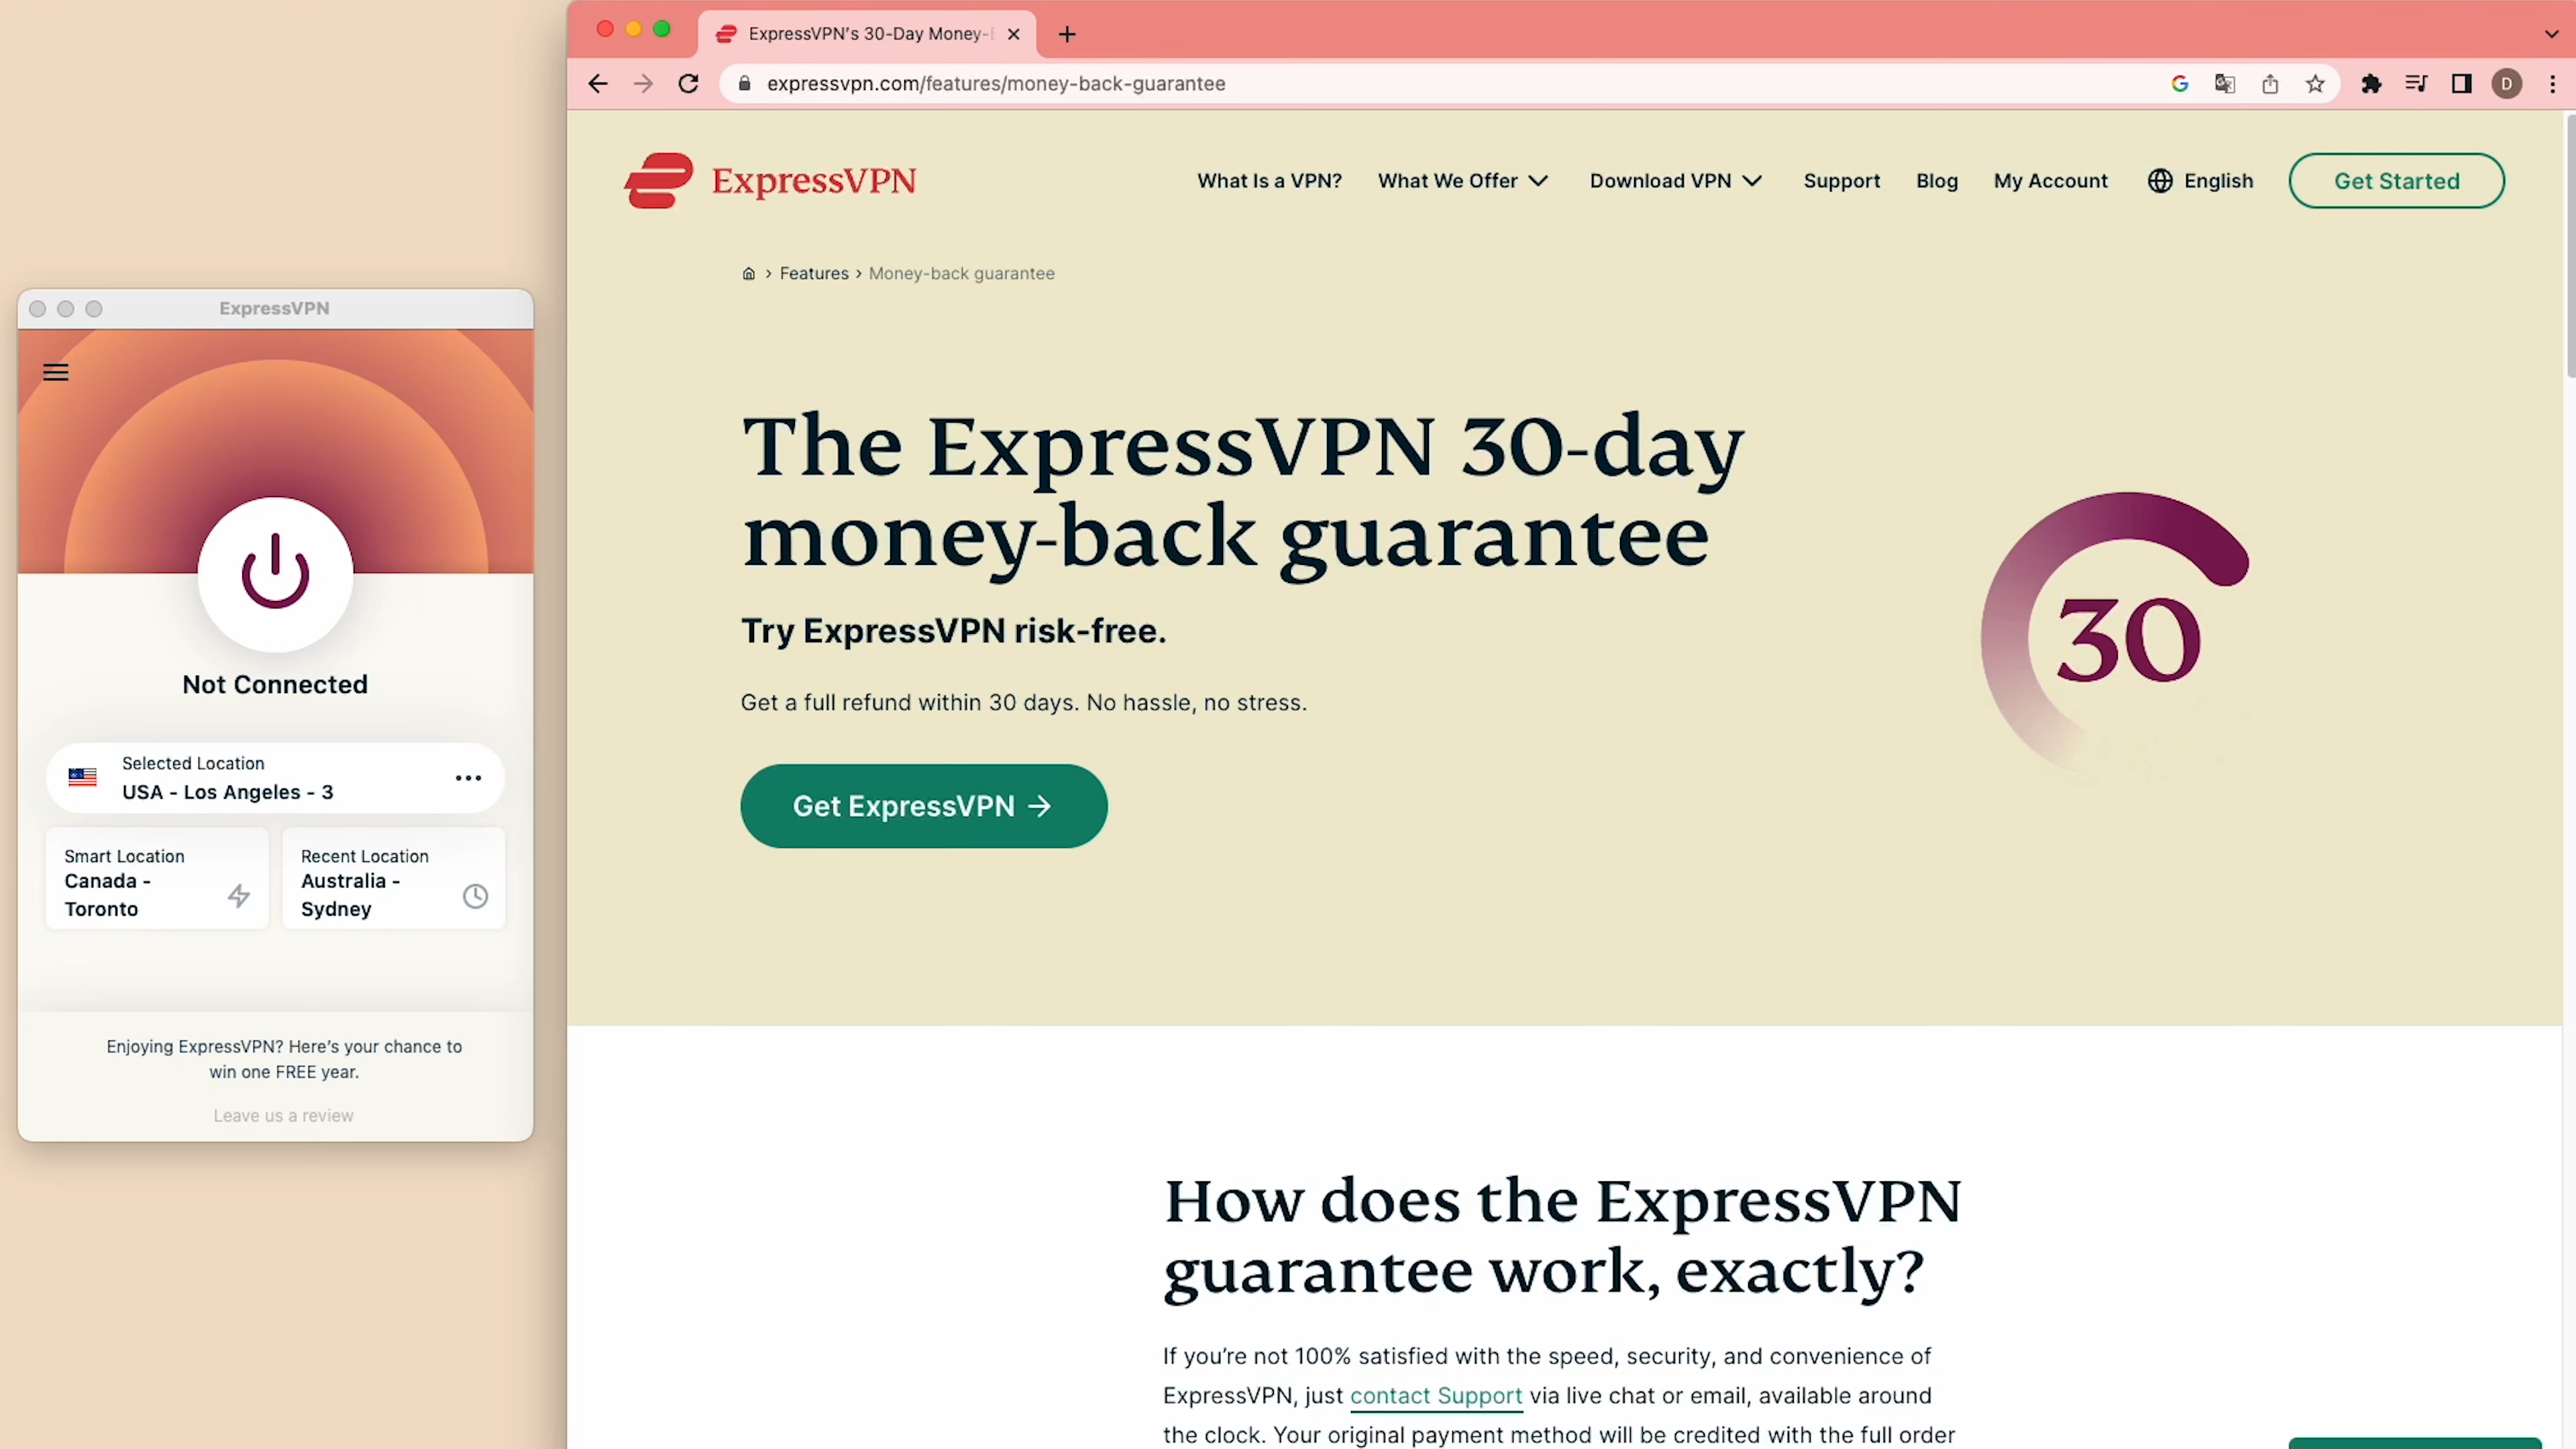 ExpressVPN
Not Connected
Selected Location
USA - Los Angeles - 3
Smart Location
Canada -
Toronto
Recent Location
Australia -
Sydney
Enjoying ExpressVPN? Here's your chance to
win one FREE year.
Leave us a review
ExpressVPN's 30-Day Money-
expressvpn.com/features/money-back-guarantee
D
ExpressVPN
What Is a VPN?
What We Offer
Download VPN
Support
Blog
My Account
English
Get Started
Features › Money-back guarantee
The ExpressVPN 30-day
money-back guarantee
Try ExpressVPN risk-free.
Get a full refund within 30 days. No hassle, no stress.
Get ExpressVPN →
30
How does the ExpressVPN
guarantee work, exactly?
If you're not 100% satisfied with the speed, security, and convenience of
ExpressVPN, just contact Support via live chat or email, available around
the clock. Your original payment method will be credited with the full order